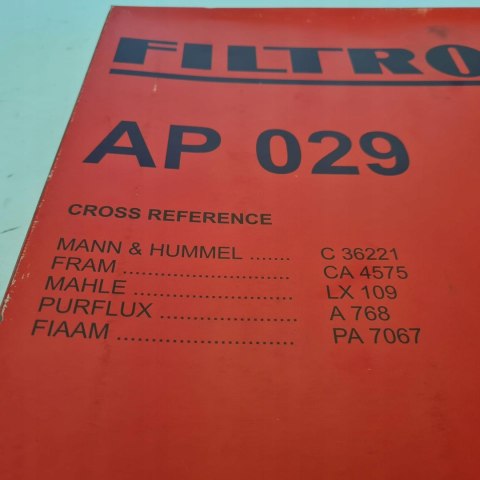 FILTRO
AP 029
CROSS REFERENCE
MANN & HUMMEL ....... C 36221
FRAM ............................ CA 4575
MAHLE .......................... LX 109
PURFLUX ....................... A 768
FIAAM ............................. PA 7067